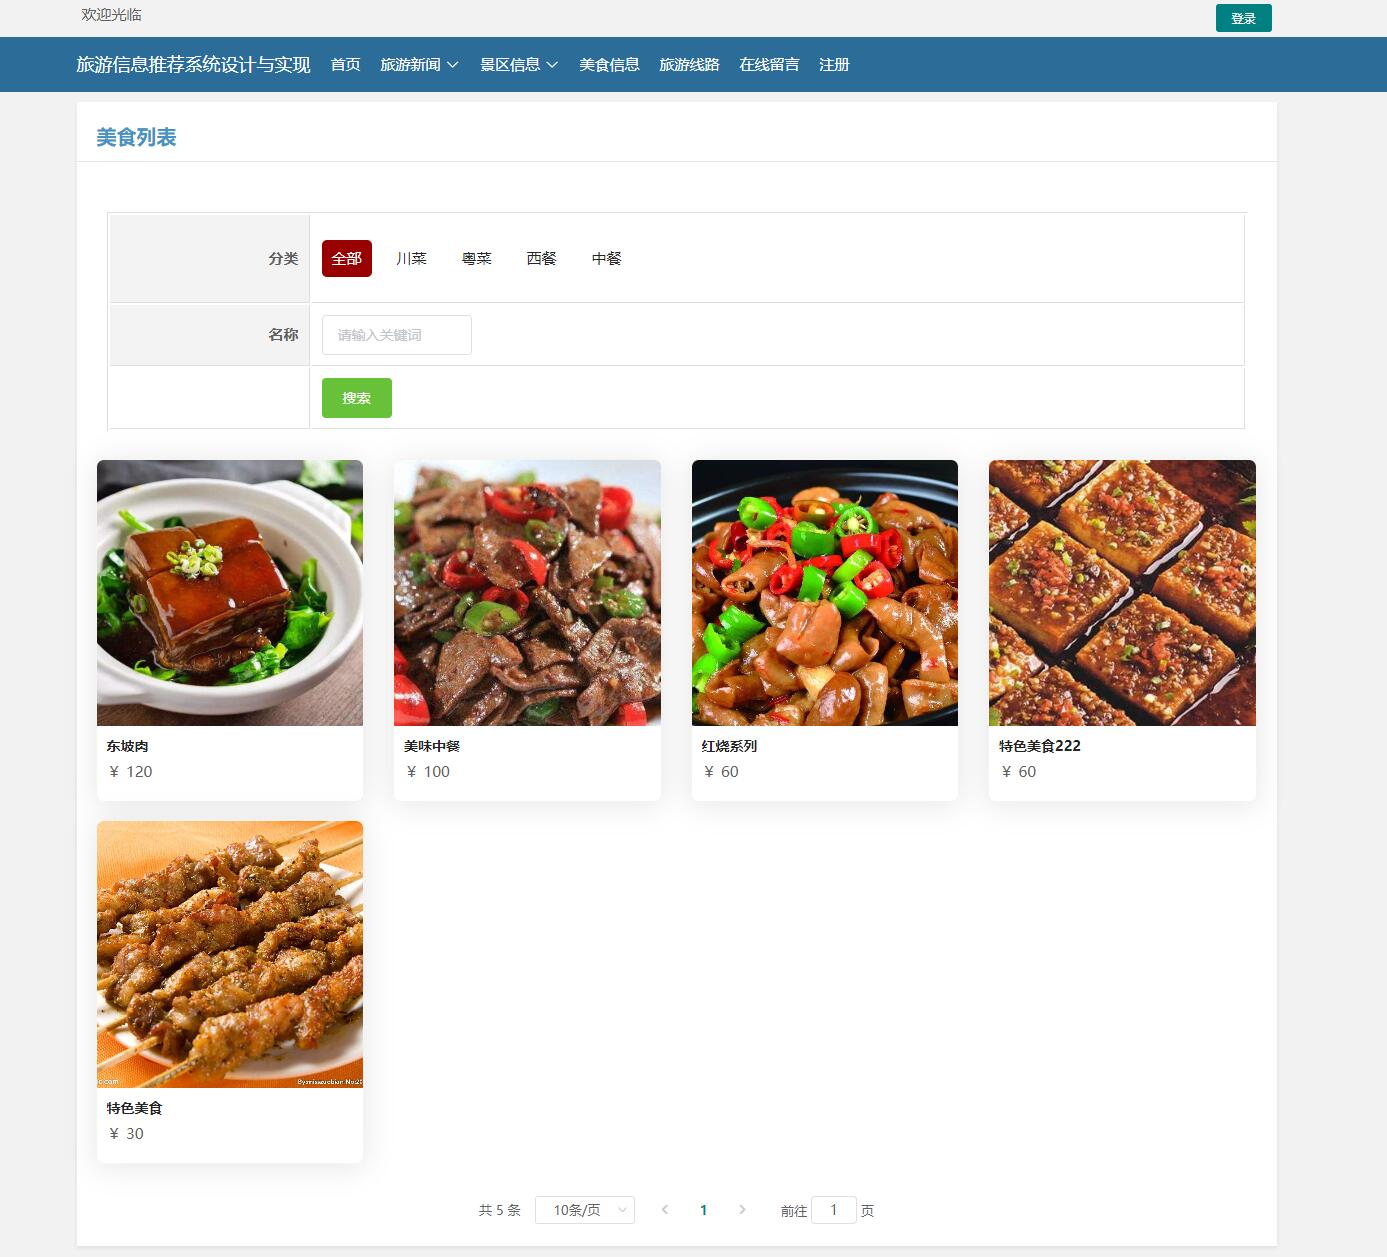 欢迎光临
登录
旅游信息推荐系统设计与实现 首页 旅游新闻 景区信息 美食信息 旅游线路 在线留言 注册
美食列表
分类 全部 川菜 粤菜 西餐 中餐
名称 请输入关键词
搜索
东坡肉
¥ 120
美味中餐
¥ 100
红烧系列
¥ 60
特色美食222
¥ 60
特色美食
¥ 30
共 5 条 10条/页 1 前往 1 页